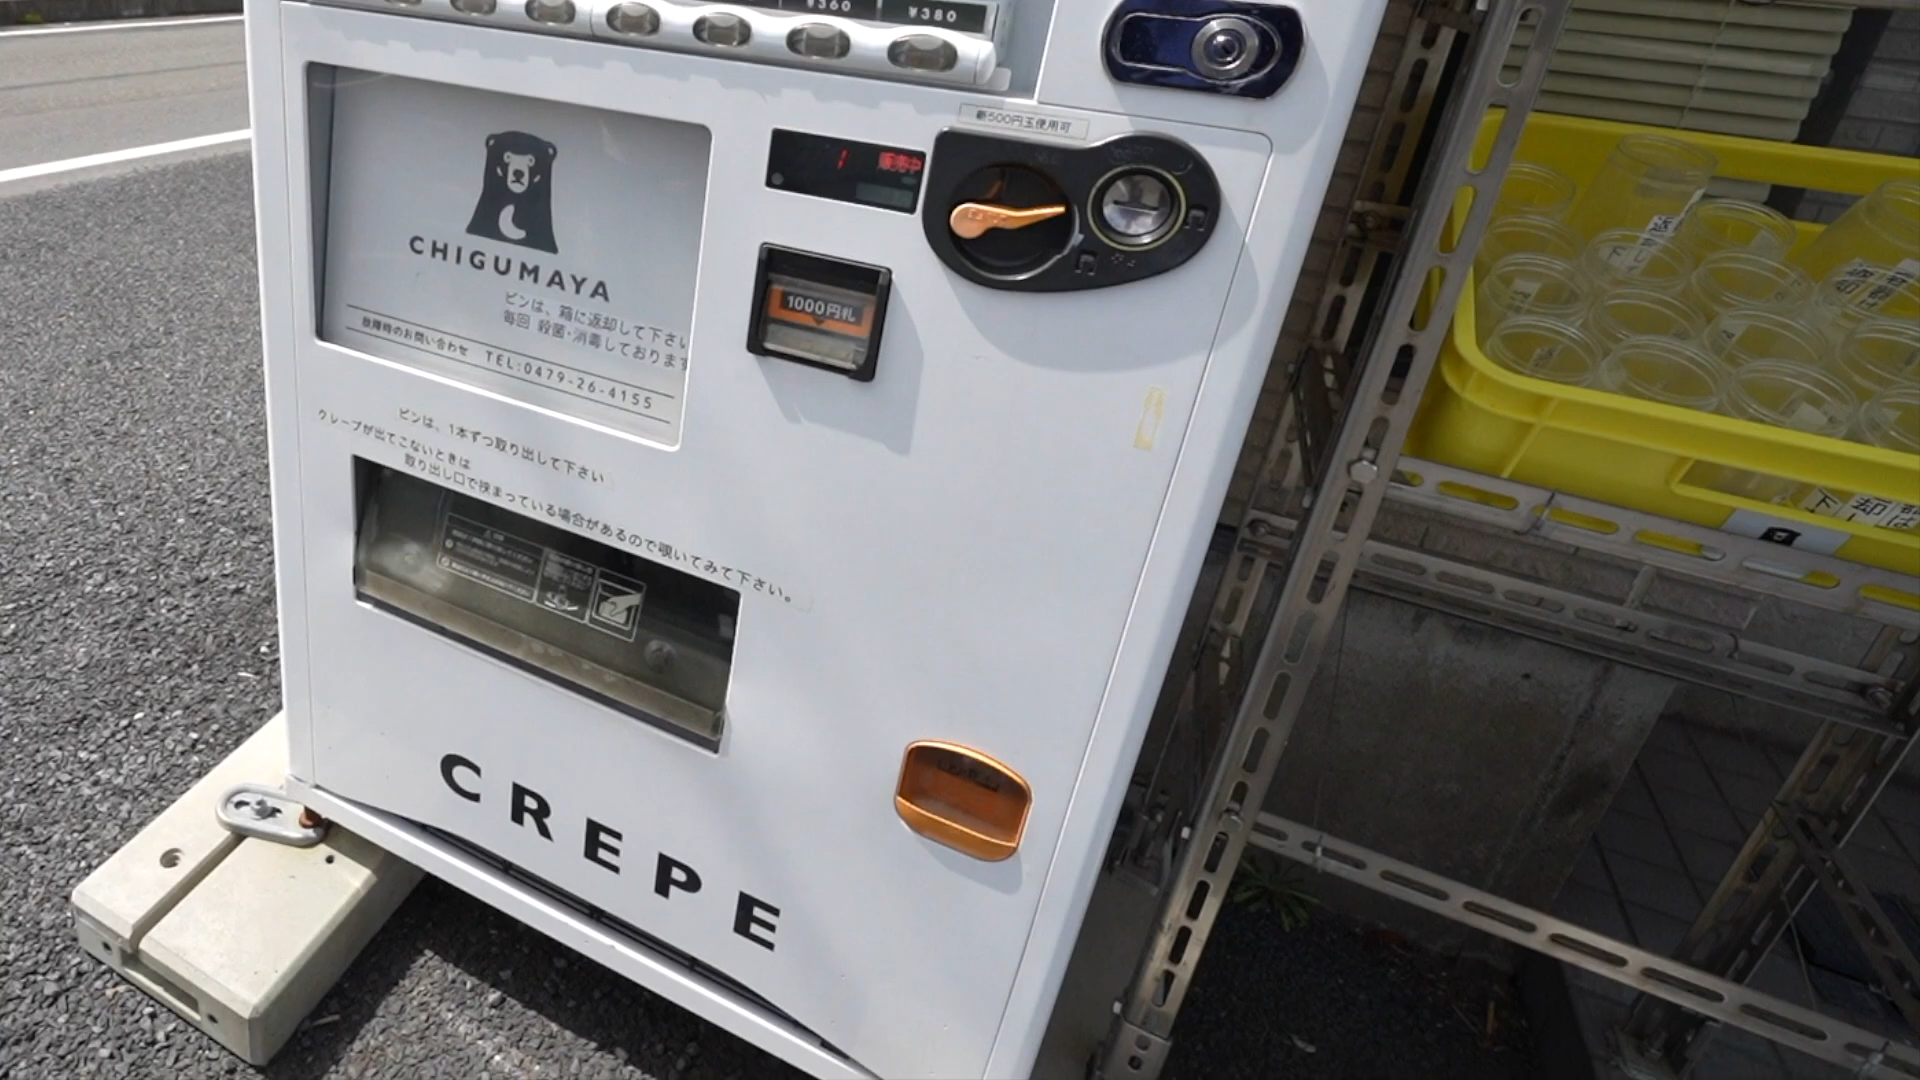 ¥360
¥380
新500円玉使用可
1 販売中
CHIGUMAYA
1000円札
ビンは、箱に返却して下さい
毎回 殺菌・消毒しております
故障時のお問い合わせ TEL:0479-26-4155
ビンは、1本ずつ取り出して下さい
クレープが出てこないときは
取り出し口で挟まっている場合があるので覗いてみて下さい。
CREPE